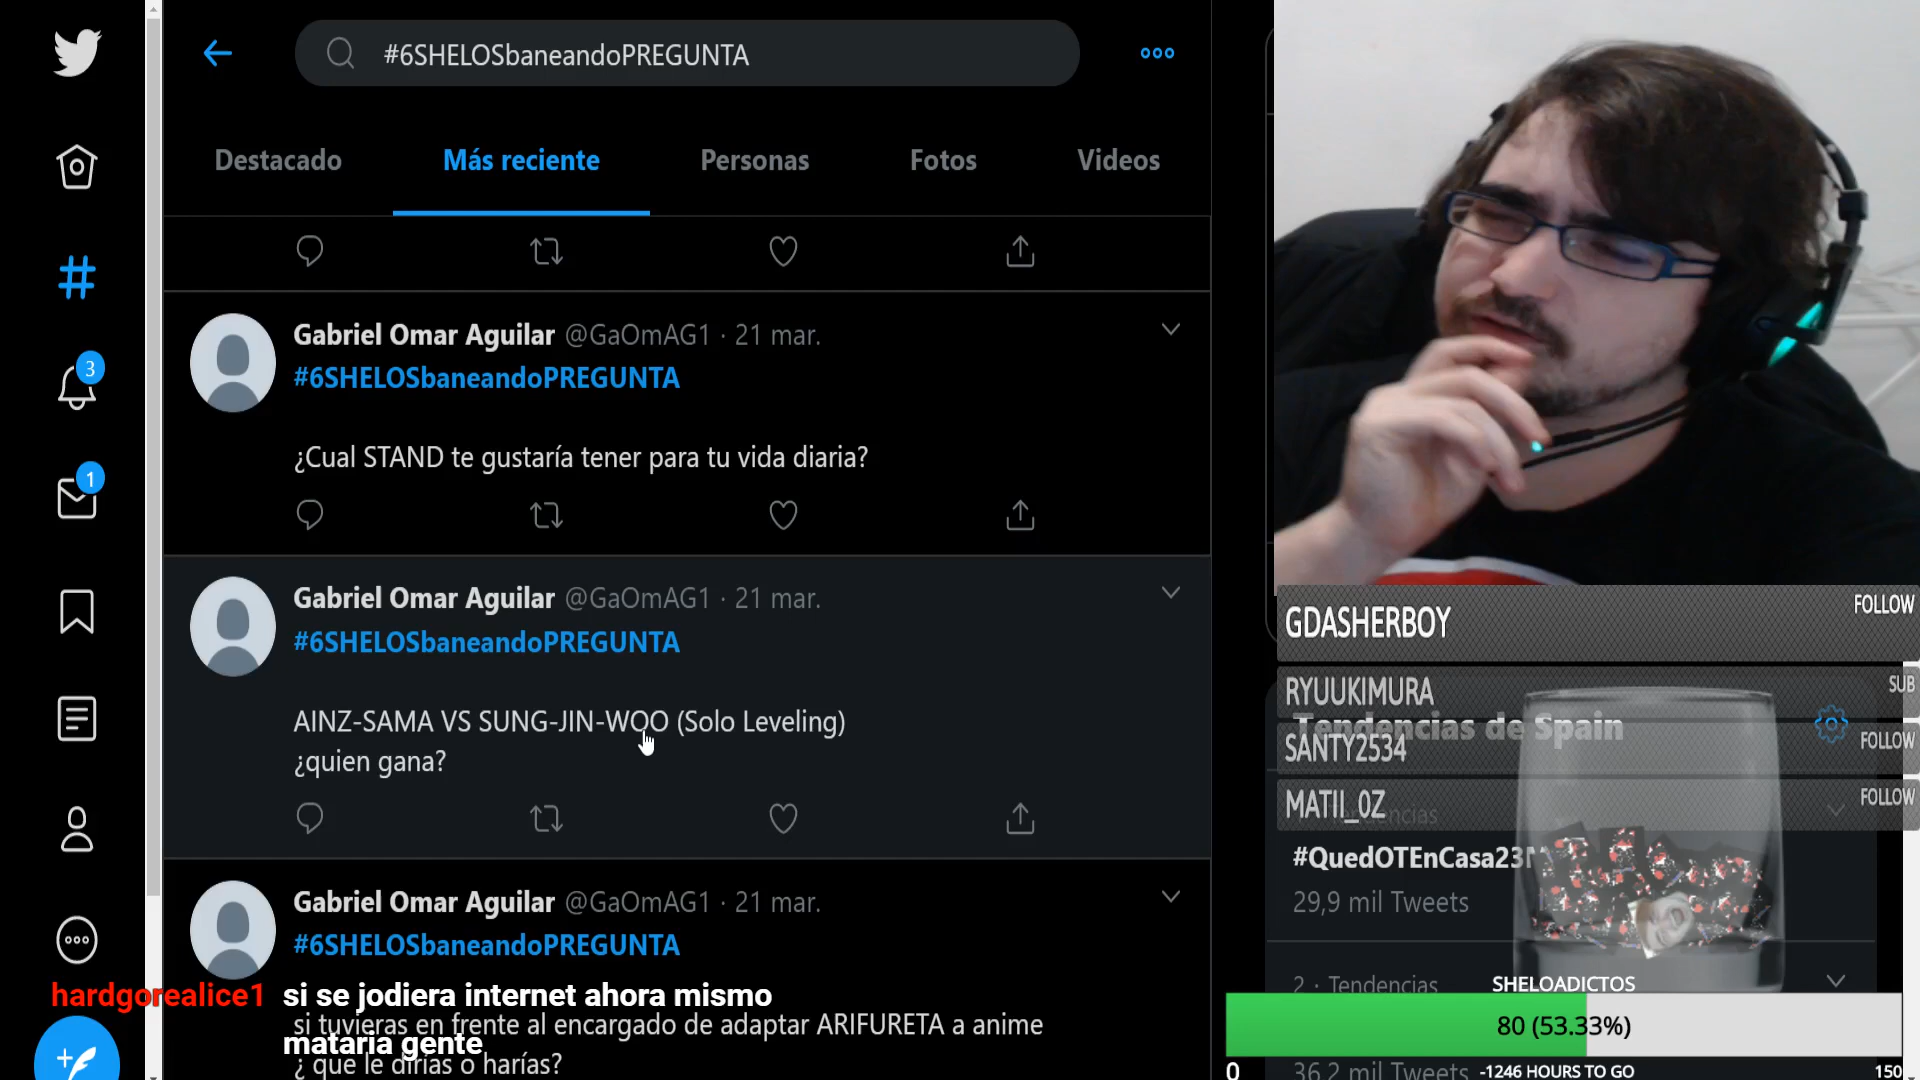 #6SHELOSbaneandoPREGUNTA
Destacado
Más reciente
Personas
Fotos
Videos
Gabriel Omar Aguilar @GaOmAG1 · 21 mar.
#6SHELOSbaneandoPREGUNTA
¿Cual STAND te gustaría tener para tu vida diaria?
3
1
Gabriel Omar Aguilar @GaOmAG1 · 21 mar.
#6SHELOSbaneandoPREGUNTA
AINZ-SAMA VS SUNG-JIN-WOO (Solo Leveling)
¿quien gana?
Gabriel Omar Aguilar @GaOmAG1 · 21 mar.
#6SHELOSbaneandoPREGUNTA
si tuvieras en frente al encargado de adaptar ARIFURETA a anime
¿ que le dirías o harías?
hardgorealice1 si se jodiera internet ahora mismo
mataria gente
GDASHERBOY FOLLOW
RYUUKIMURA SUB
Tendencias de Spain
SANTY2534 FOLLOW
MATII_0Z FOLLOW
Tendencias
#QuedOTEnCasa23M
29,9 mil Tweets
2 · Tendencias
SHELOADICTOS
80 (53.33%)
0
36,2 mil Tweets
-1246 HOURS TO GO
150